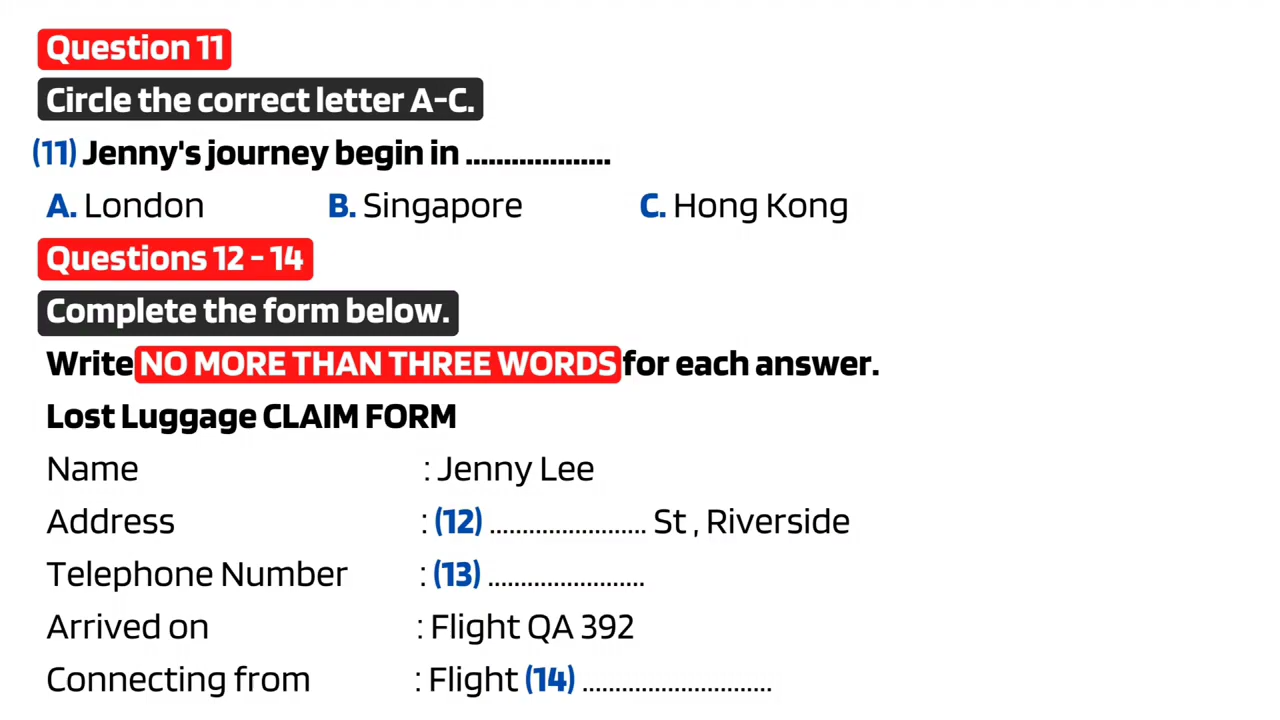 Question 11
Circle the correct letter A-C.
(11) Jenny's journey begin in ...................
A. London B. Singapore C. Hong Kong
Questions 12 - 14
Complete the form below.
Write NO MORE THAN THREE WORDS for each answer.
Lost Luggage CLAIM FORM
Name : Jenny Lee
Address : (12) ........................ St , Riverside
Telephone Number : (13) ........................
Arrived on : Flight QA 392
Connecting from : Flight (14) .............................